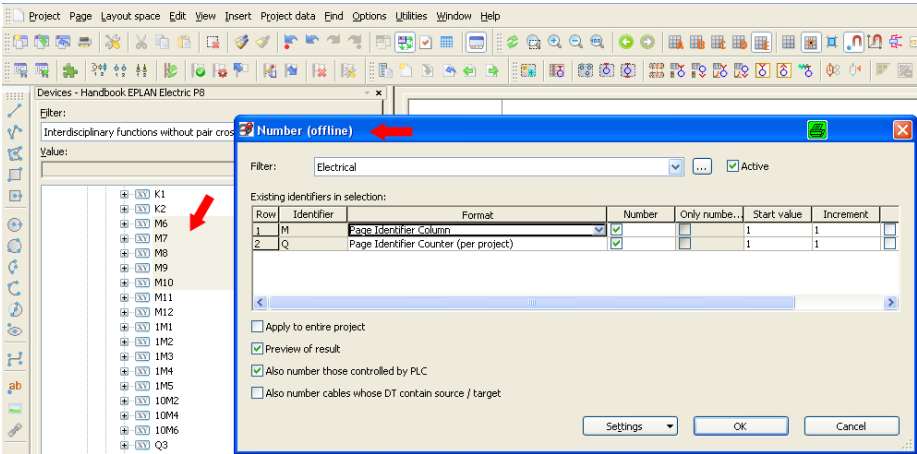 Project Page Layout space Edit View Insert Project data Find Options Utilities Window Help
Devices - Handbook EPLAN Electric P8
Filter:
Interdisciplinary functions without pair cros
Value:
K1
K2
M6
M7
M8
M9
M10
M11
M12
1M1
1M2
1M3
1M4
1M5
10M2
10M4
10M6
Q3
Number (offline)
Filter: Electrical ... Active
Existing identifiers in selection:
Row Identifier Format Number Only numbe... Start value Increment
1 M Page Identifier Column 1 1
2 Q Page Identifier Counter (per project) 1 1
Apply to entire project
Preview of result
Also number those controlled by PLC
Also number cables whose DT contain source / target
Settings OK Cancel
ab